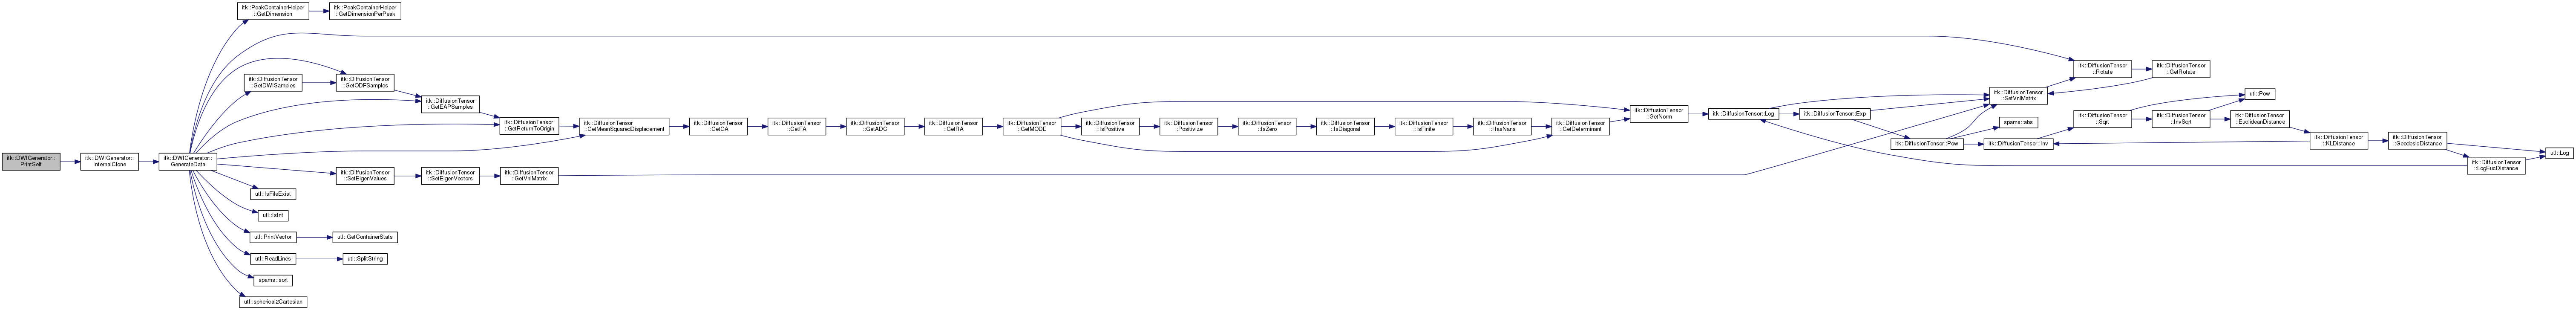 itk::DWIGenerator::
PrintSelf
itk::DWIGenerator::
InternalClone
itk::DWIGenerator::
GenerateData
itk::PeakContainerHelper
::GetDimension
itk::PeakContainerHelper
::GetDimensionPerPeak
itk::DiffusionTensor
::GetDWISamples
itk::DiffusionTensor
::GetODFSamples
itk::DiffusionTensor
::GetEAPSamples
itk::DiffusionTensor
::GetReturnToOrigin
itk::DiffusionTensor
::GetMeanSquaredDisplacement
itk::DiffusionTensor
::GetGA
itk::DiffusionTensor
::GetFA
itk::DiffusionTensor
::GetADC
itk::DiffusionTensor
::GetRA
itk::DiffusionTensor
::GetMODE
itk::DiffusionTensor
::IsPositive
itk::DiffusionTensor
::Positivize
itk::DiffusionTensor
::IsZero
itk::DiffusionTensor
::IsDiagonal
itk::DiffusionTensor
::IsFinite
itk::DiffusionTensor
::HasNans
itk::DiffusionTensor
::GetDeterminant
itk::DiffusionTensor
::GetNorm
itk::DiffusionTensor::Log
itk::DiffusionTensor::Exp
itk::DiffusionTensor::Pow
itk::DiffusionTensor
::SetVnlMatrix
spams::abs
itk::DiffusionTensor::Inv
itk::DiffusionTensor
::Rotate
itk::DiffusionTensor
::GetRotate
itk::DiffusionTensor
::Sqrt
itk::DiffusionTensor
::InvSqrt
utl::Pow
itk::DiffusionTensor
::EuclideanDistance
itk::DiffusionTensor
::KLDistance
itk::DiffusionTensor
::GeodesicDistance
itk::DiffusionTensor
::LogEucDistance
utl::Log
itk::DiffusionTensor
::SetEigenValues
itk::DiffusionTensor
::SetEigenVectors
itk::DiffusionTensor
::GetVnlMatrix
utl::IsFileExist
utl::IsInt
utl::PrintVector
utl::GetContainerStats
utl::ReadLines
utl::SplitString
spams::sort
utl::spherical2Cartesian